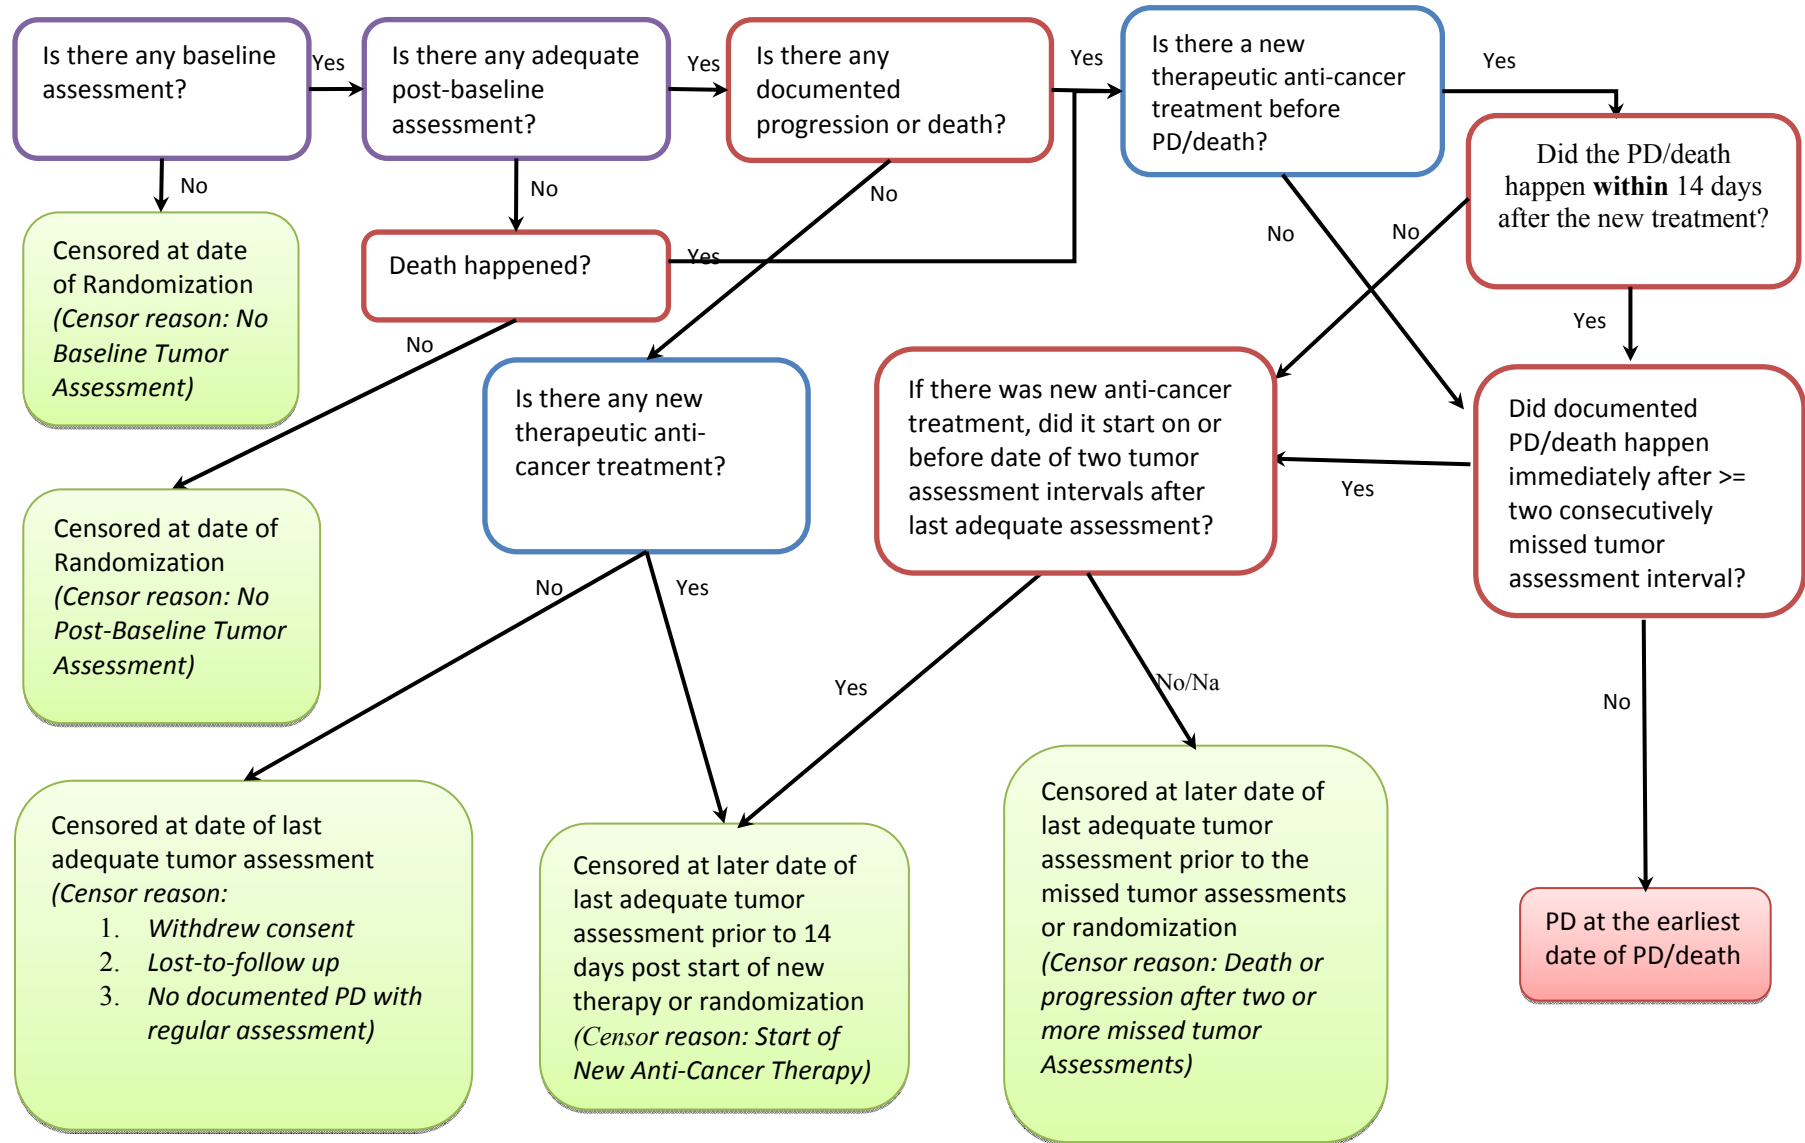 Is there any baseline
assessment?
Yes
Is there any adequate
post-baseline
assessment?
Yes
Is there any
documented
progression or death?
Yes
Is there a new
therapeutic anti-cancer
treatment before
PD/death?
Yes
Did the PD/death
happen within 14 days
after the new treatment?
No
No
No
No
No
Yes
Censored at date
of Randomization
(Censor reason: No
Baseline Tumor
Assessment)
Death happened?
Yes
No
Is there any new
therapeutic anti-
cancer treatment?
If there was new anti-cancer
treatment, did it start on or
before date of two tumor
assessment intervals after
last adequate assessment?
Yes
Did documented
PD/death happen
immediately after >=
two consecutively
missed tumor
assessment interval?
Censored at date of
Randomization
(Censor reason: No
Post-Baseline Tumor
Assessment)
No
Yes
Yes
No/Na
No
Censored at date of last
adequate tumor assessment
(Censor reason:
1. Withdrew consent
2. Lost-to-follow up
3. No documented PD with
regular assessment)
Censored at later date of
last adequate tumor
assessment prior to 14
days post start of new
therapy or randomization
(Censor reason: Start of
New Anti-Cancer Therapy)
Censored at later date of
last adequate tumor
assessment prior to the
missed tumor assessments
or randomization
(Censor reason: Death or
progression after two or
more missed tumor
Assessments)
PD at the earliest
date of PD/death